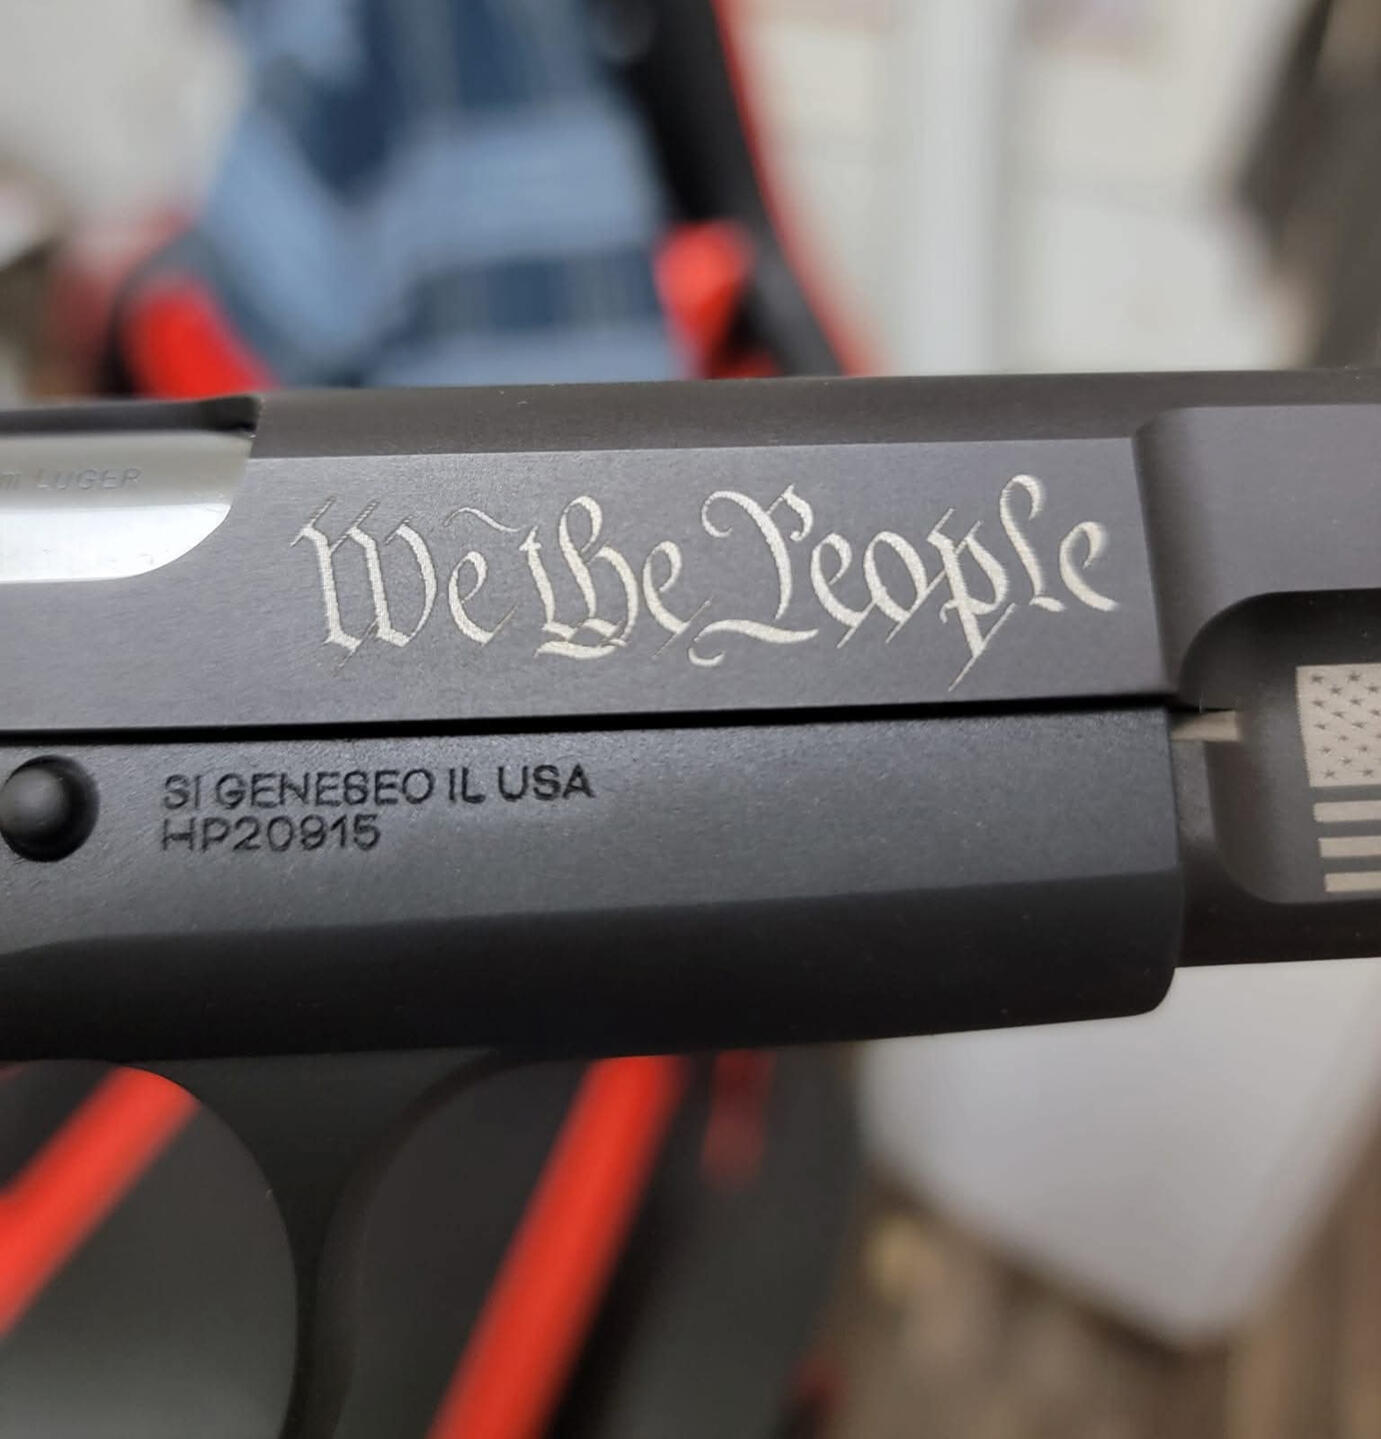 m LUGER
We the People
SI GENESEO IL USA
HP20915